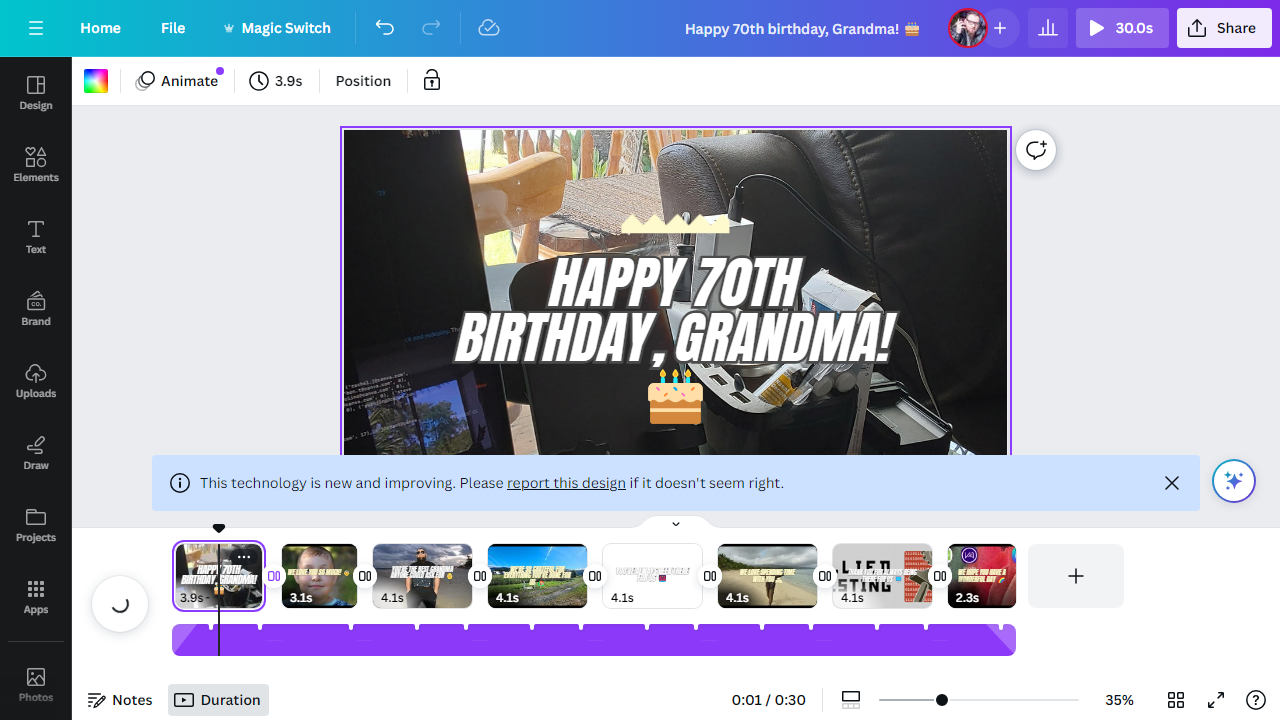 Home
File
Magic Switch
Happy 70th birthday, Grandma! 🎂
30.0s
Share
Design
Elements
Text
CO.
Brand
Uploads
Draw
Projects
Apps
Photos
Animate
3.9s
Position
HAPPY 70TH
BIRTHDAY, GRANDMA!
🎂
This technology is new and improving. Please report this design if it doesn't seem right.
3.9s
3.1s
4.1s
4.1s
4.1s
4.1s
4.1s
2.3s
Notes
Duration
0:01 / 0:30
35%